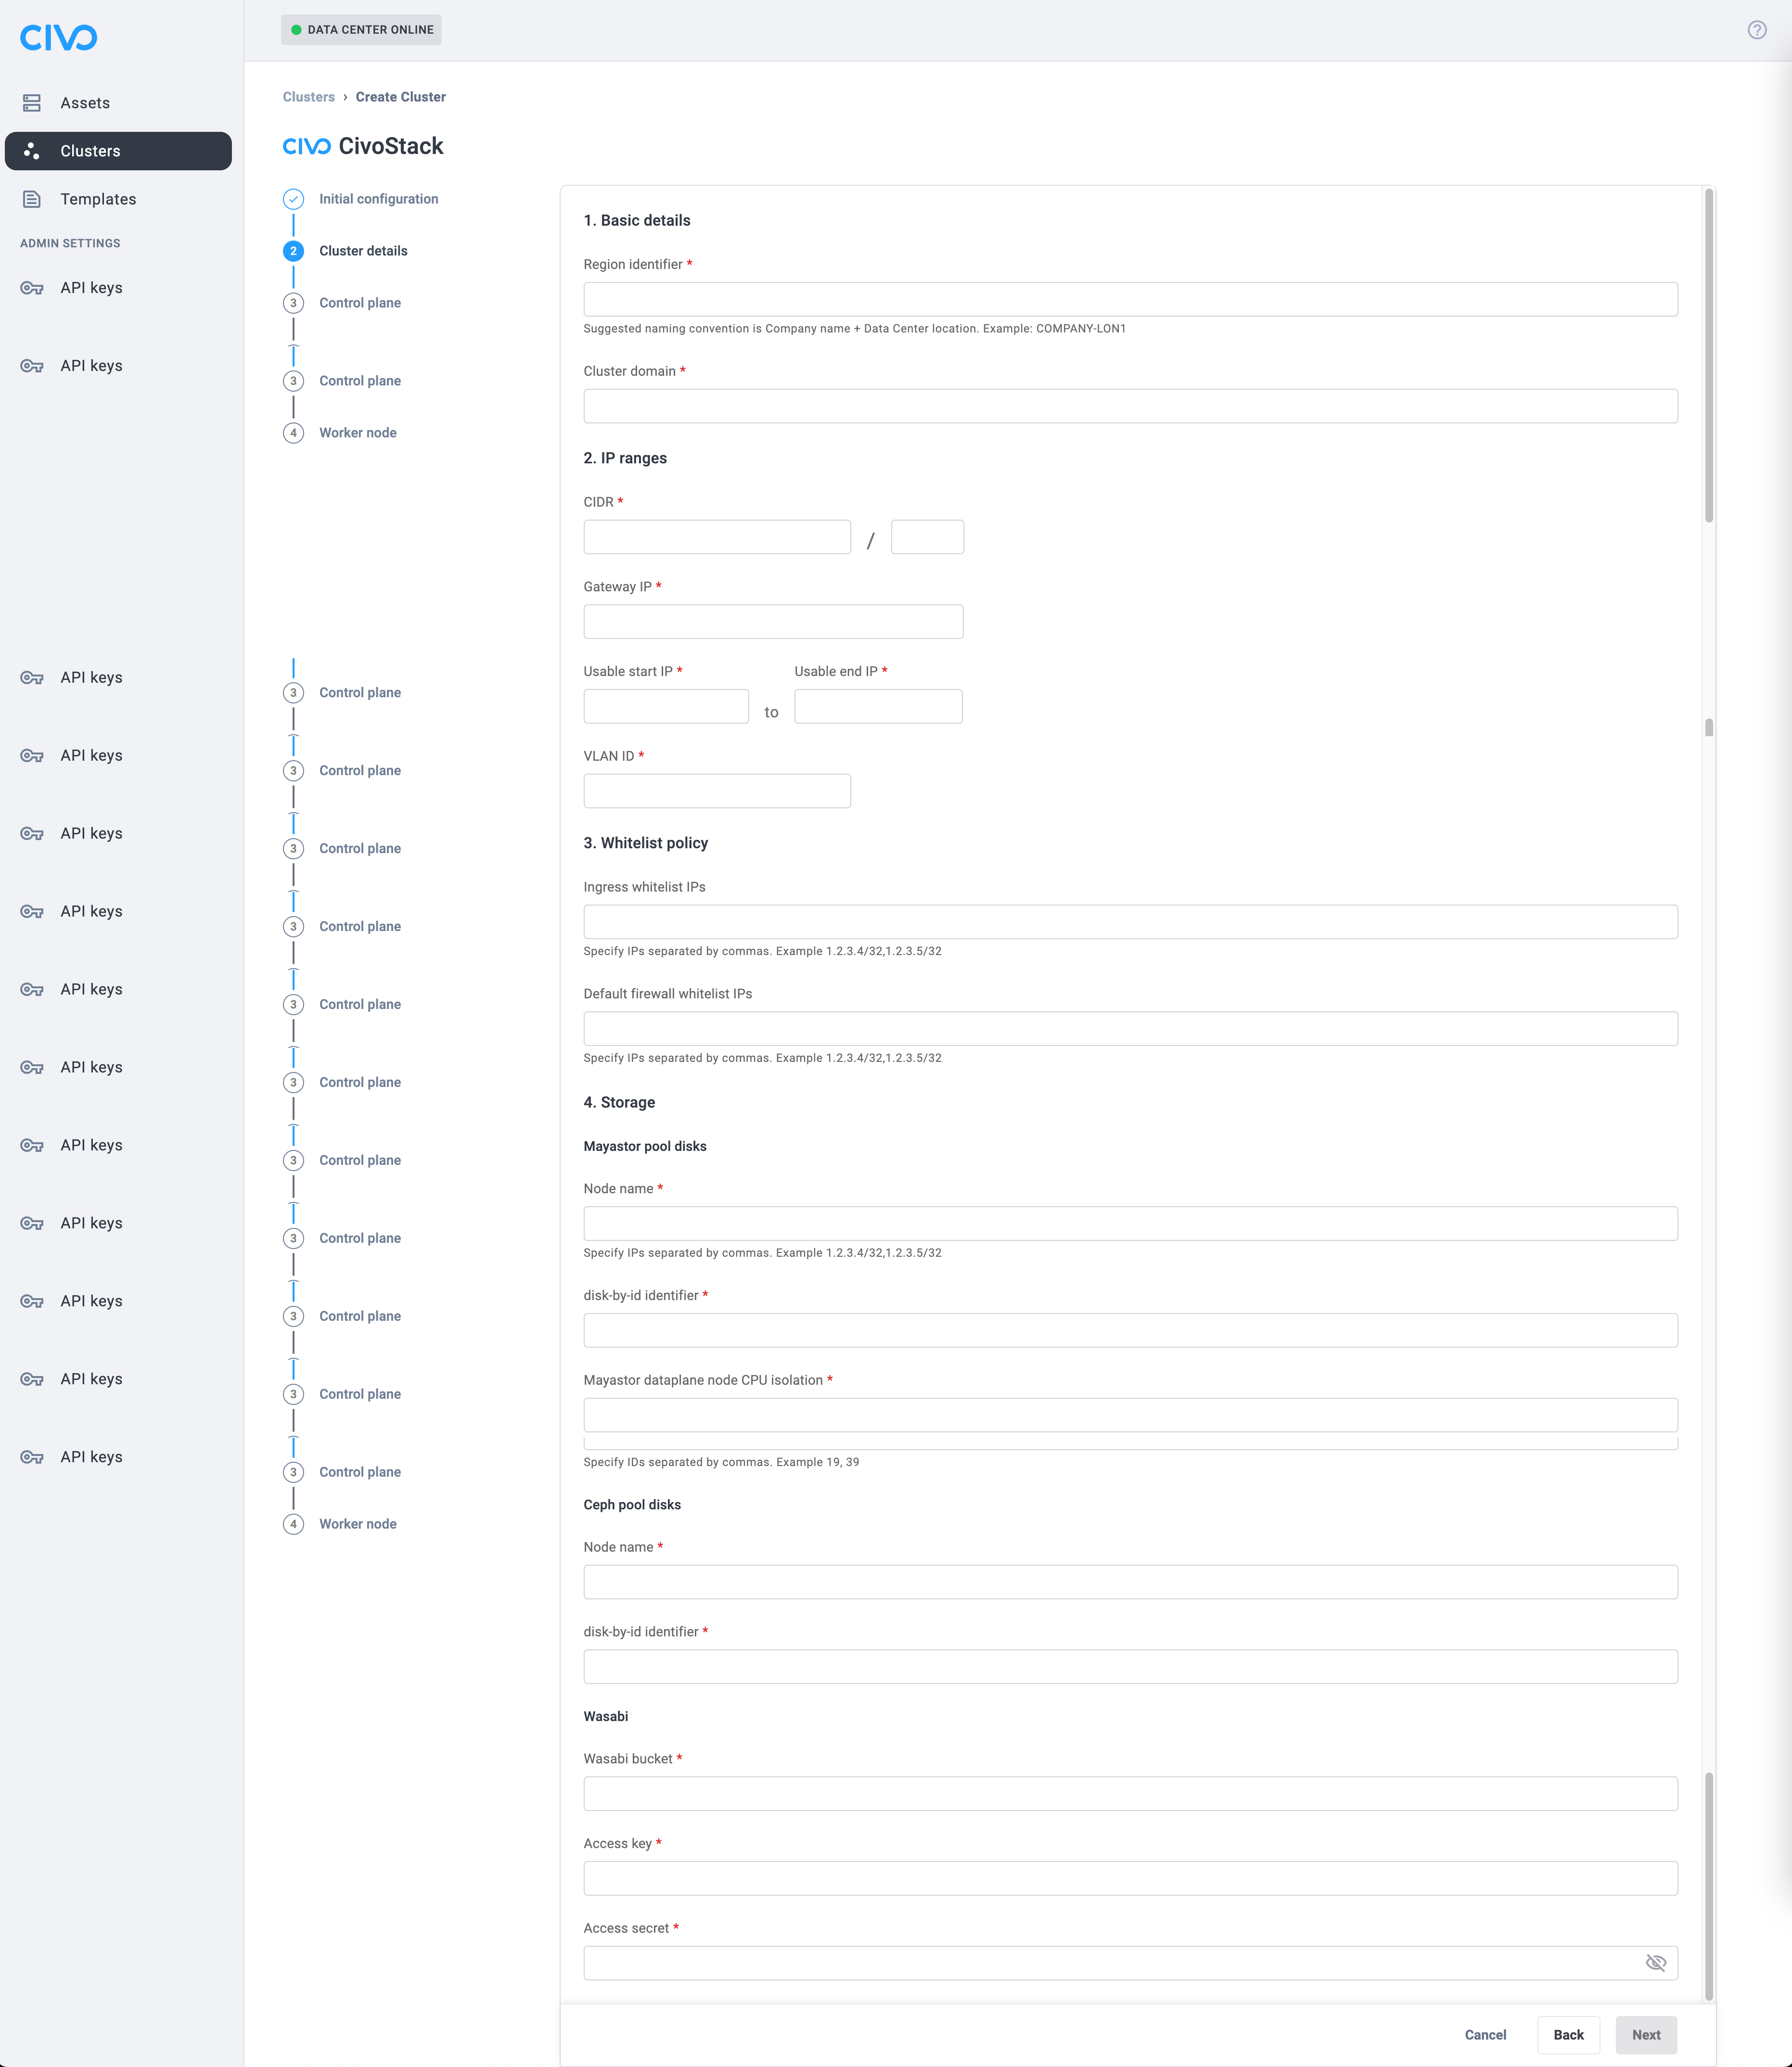 CIVO
DATA CENTER ONLINE
Assets
Clusters
Templates
ADMIN SETTINGS
API keys
API keys
API keys
API keys
API keys
API keys
API keys
API keys
API keys
API keys
API keys
API keys
API keys
Clusters › Create Cluster
CIVO CivoStack
Initial configuration
2 Cluster details
3 Control plane
3 Control plane
4 Worker node
3 Control plane
3 Control plane
3 Control plane
3 Control plane
3 Control plane
3 Control plane
3 Control plane
3 Control plane
3 Control plane
3 Control plane
3 Control plane
4 Worker node
1. Basic details
Region identifier *
Suggested naming convention is Company name + Data Center location. Example: COMPANY-LON1
Cluster domain *
2. IP ranges
CIDR *
/
Gateway IP *
Usable start IP * Usable end IP *
to
VLAN ID *
3. Whitelist policy
Ingress whitelist IPs
Specify IPs separated by commas. Example 1.2.3.4/32,1.2.3.5/32
Default firewall whitelist IPs
Specify IPs separated by commas. Example 1.2.3.4/32,1.2.3.5/32
4. Storage
Mayastor pool disks
Node name *
Specify IPs separated by commas. Example 1.2.3.4/32,1.2.3.5/32
disk-by-id identifier *
Mayastor dataplane node CPU isolation *
Specify IDs separated by commas. Example 19, 39
Ceph pool disks
Node name *
disk-by-id identifier *
Wasabi
Wasabi bucket *
Access key *
Access secret *
Cancel Back Next